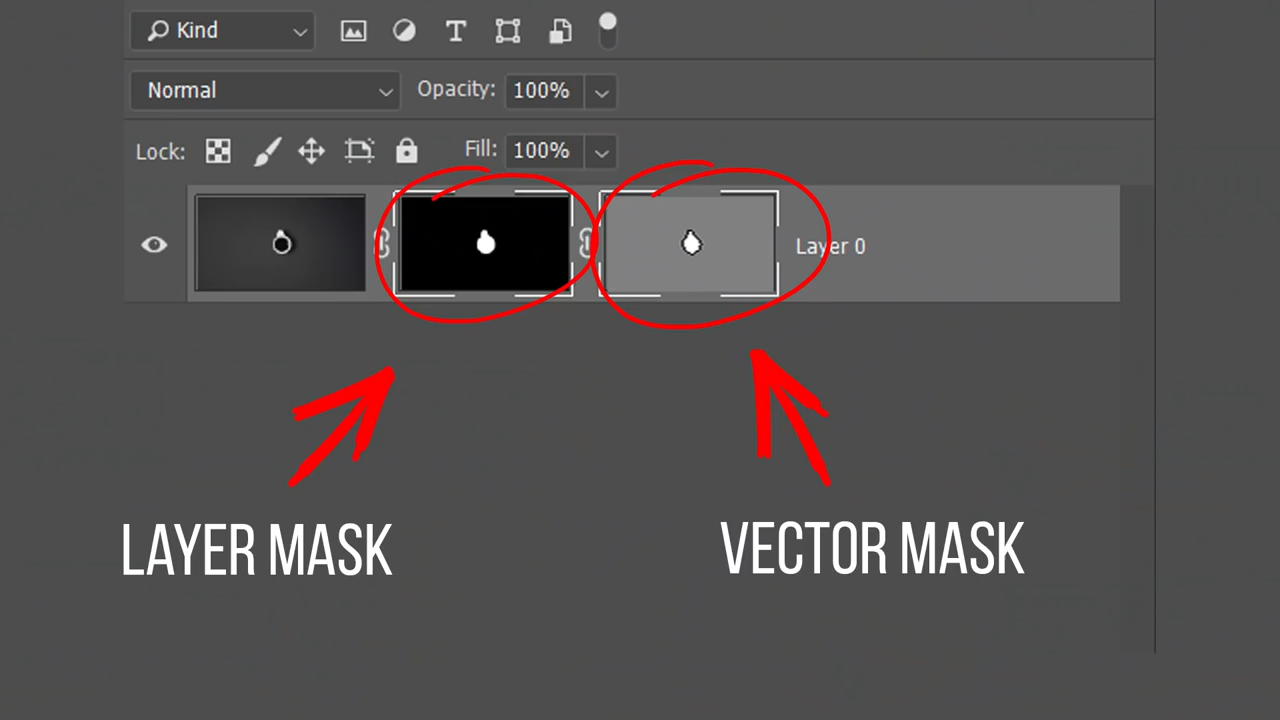 Kind
Normal Opacity: 100%
Lock: Fill: 100%
Layer 0
LAYER MASK VECTOR MASK